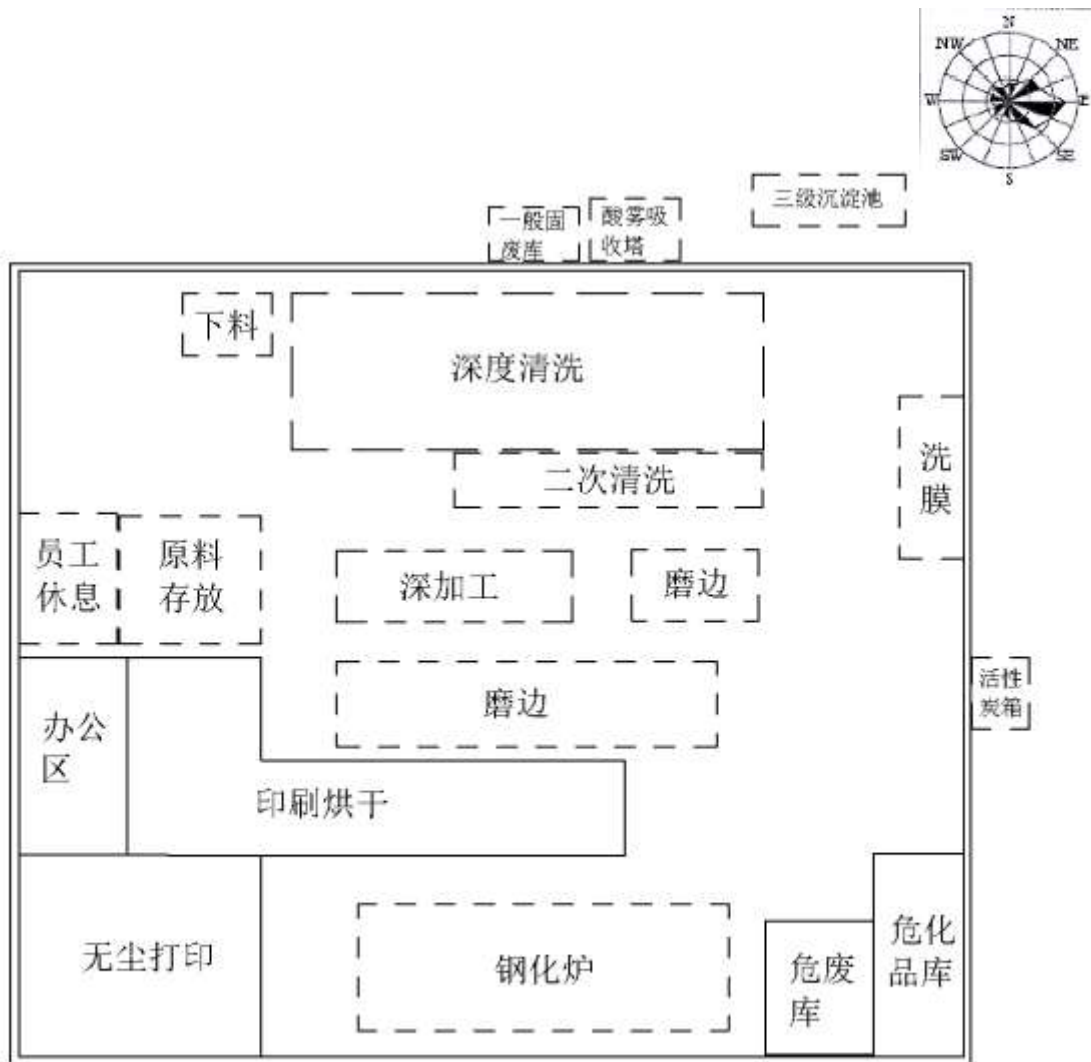 N
NW
NE
W
E
SW
SE
S
三级沉淀池
一般固
废库
酸雾吸
收塔
下料
深度清洗
二次清洗
洗
膜
员工
休息
原料
存放
深加工
磨边
磨边
活性
炭箱
办公
区
印刷烘干
无尘打印
钢化炉
危废
库
危化
品库